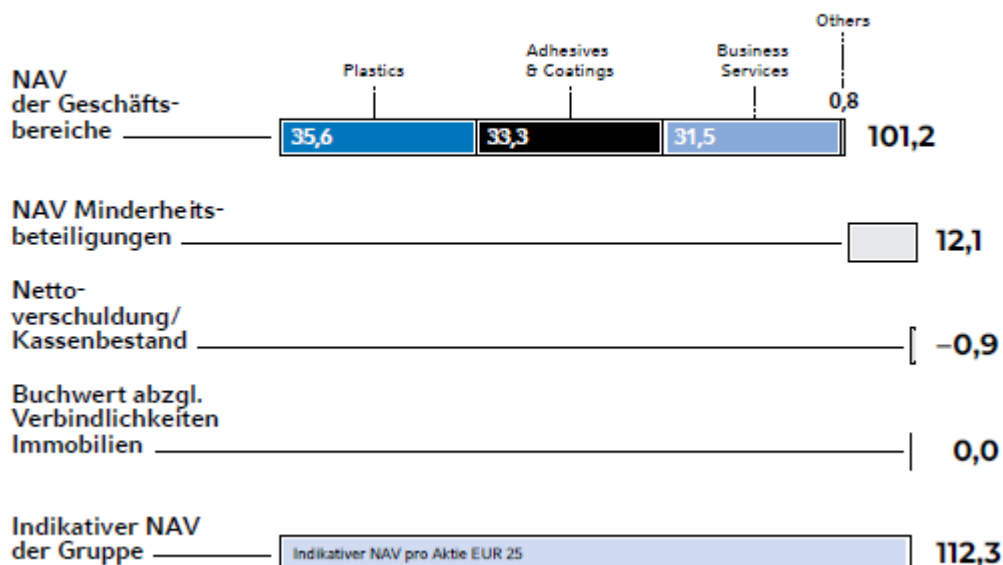 Others
Plastics
Adhesives
& Coatings
Business
Services
NAV
der Geschäfts-
bereiche
0,8
35,6
33,3
31,5
101,2
NAV Minderheits-
beteiligungen
12,1
Netto-
verschuldung/
Kassenbestand
–0,9
Buchwert abzgl.
Verbindlichkeiten
Immobilien
0,0
Indikativer NAV
der Gruppe
Indikativer NAV pro Aktie EUR 25
112,3